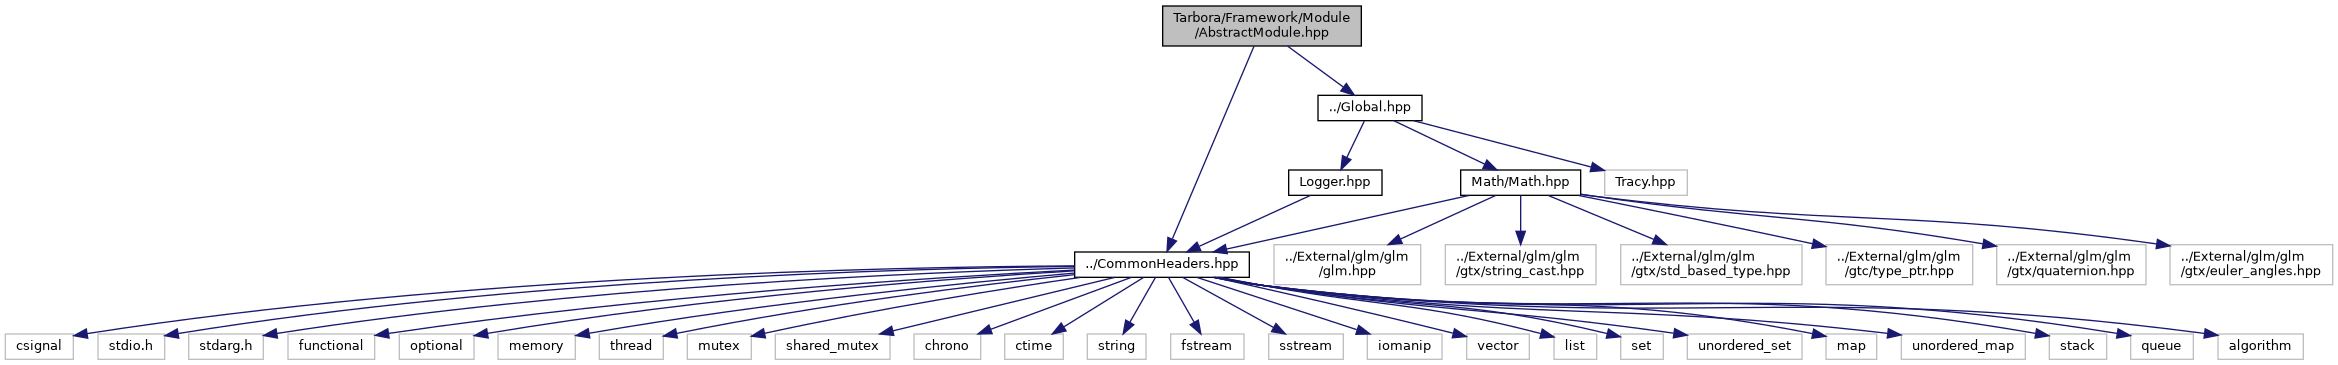 Tarbora/Framework/Module
/AbstractModule.hpp
../Global.hpp
Logger.hpp
Math/Math.hpp
Tracy.hpp
../CommonHeaders.hpp
../External/glm/glm
/glm.hpp
../External/glm/glm
/gtx/string_cast.hpp
../External/glm/glm
/gtx/std_based_type.hpp
../External/glm/glm
/gtc/type_ptr.hpp
../External/glm/glm
/gtx/quaternion.hpp
../External/glm/glm
/gtx/euler_angles.hpp
csignal
stdio.h
stdarg.h
functional
optional
memory
thread
mutex
shared_mutex
chrono
ctime
string
fstream
sstream
iomanip
vector
list
set
unordered_set
map
unordered_map
stack
queue
algorithm